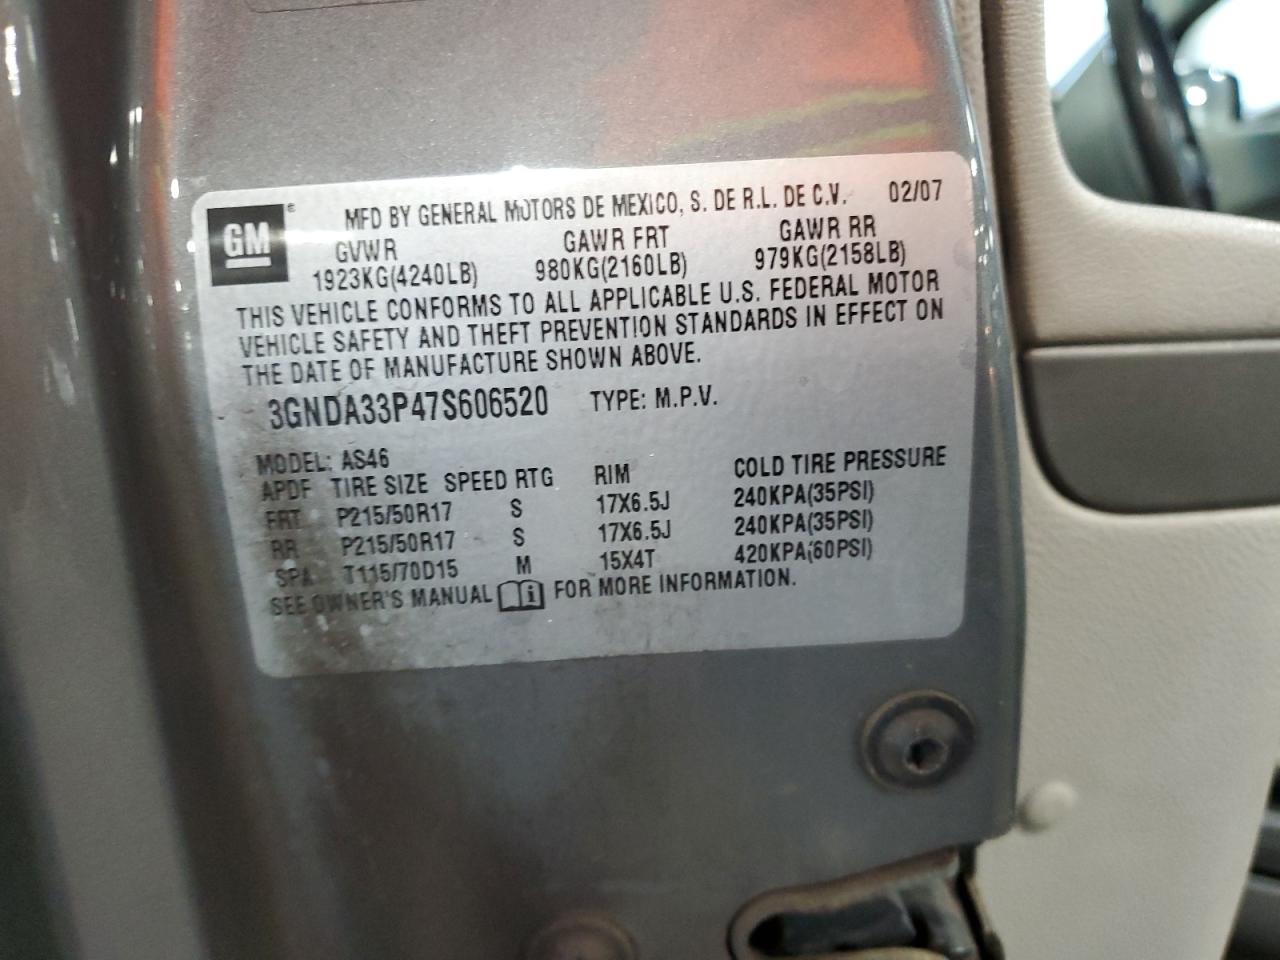 GM® MFD BY GENERAL MOTORS DE MEXICO, S. DE R.L. DE C.V. 02/07
GVWR GAWR FRT GAWR RR
1923KG(4240LB) 980KG(2160LB) 979KG(2158LB)
THIS VEHICLE CONFORMS TO ALL APPLICABLE U.S. FEDERAL MOTOR
VEHICLE SAFETY AND THEFT PREVENTION STANDARDS IN EFFECT ON
THE DATE OF MANUFACTURE SHOWN ABOVE.
3GNDA33P47S606520 TYPE: M.P.V.
MODEL: AS46
APDF TIRE SIZE SPEED RTG RIM COLD TIRE PRESSURE
FRT P215/50R17 S 17X6.5J 240KPA(35PSI)
RR P215/50R17 S 17X6.5J 240KPA(35PSI)
SPA T115/70D15 M 15X4T 420KPA(60PSI)
SEE OWNER'S MANUAL i FOR MORE INFORMATION.